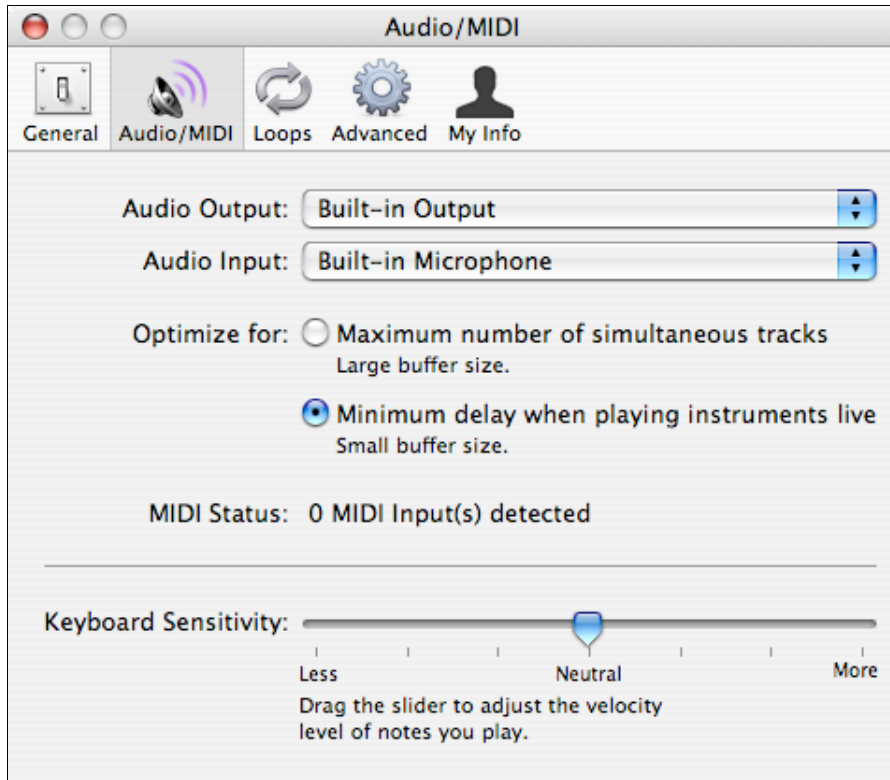 Audio/MIDI
General Audio/MIDI Loops Advanced My Info
Audio Output: Built-in Output
Audio Input: Built-in Microphone
Optimize for: Maximum number of simultaneous tracks
Large buffer size.
Minimum delay when playing instruments live
Small buffer size.
MIDI Status: 0 MIDI Input(s) detected
Keyboard Sensitivity:
Less Neutral More
Drag the slider to adjust the velocity
level of notes you play.